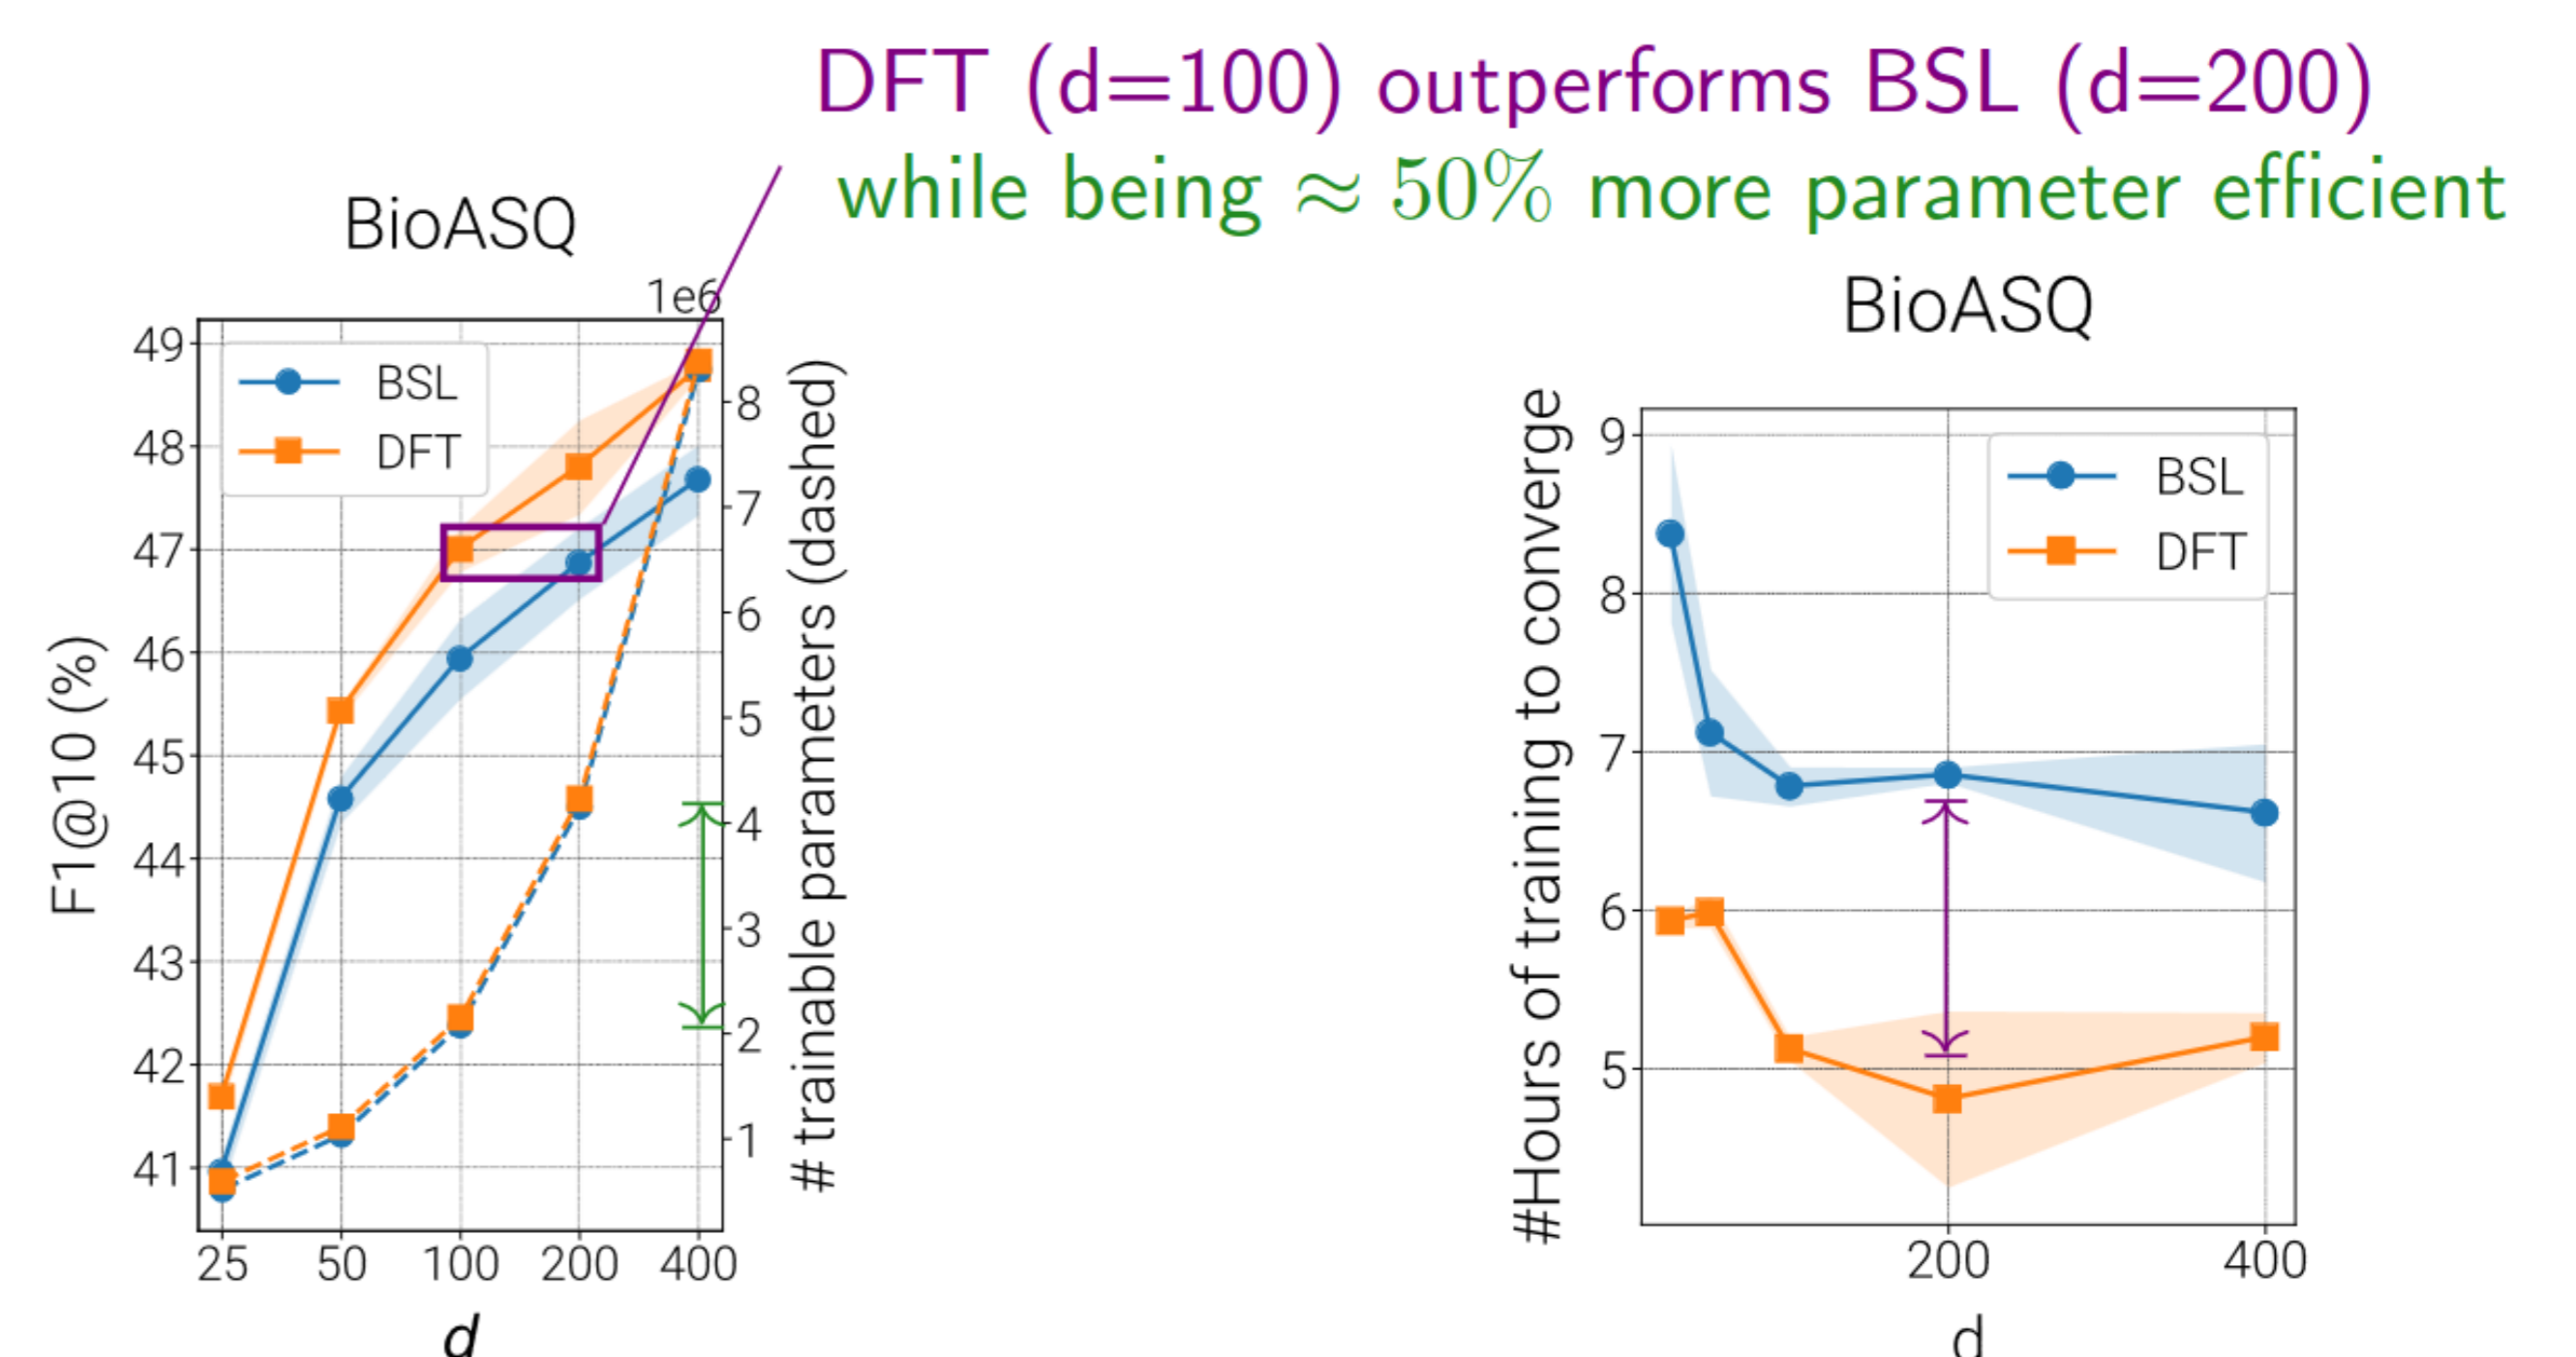 DFT (d=100) outperforms BSL (d=200)
while being ≈ 50% more parameter efficient
BioASQ
1e6
BSL
DFT
49
48
47
46
45
44
43
42
41
F1@10 (%)
8
7
6
5
4
3
2
1
# trainable parameters (dashed)
25 50 100 200 400
d
BioASQ
BSL
DFT
9
8
7
6
5
#Hours of training to converge
200 400
d